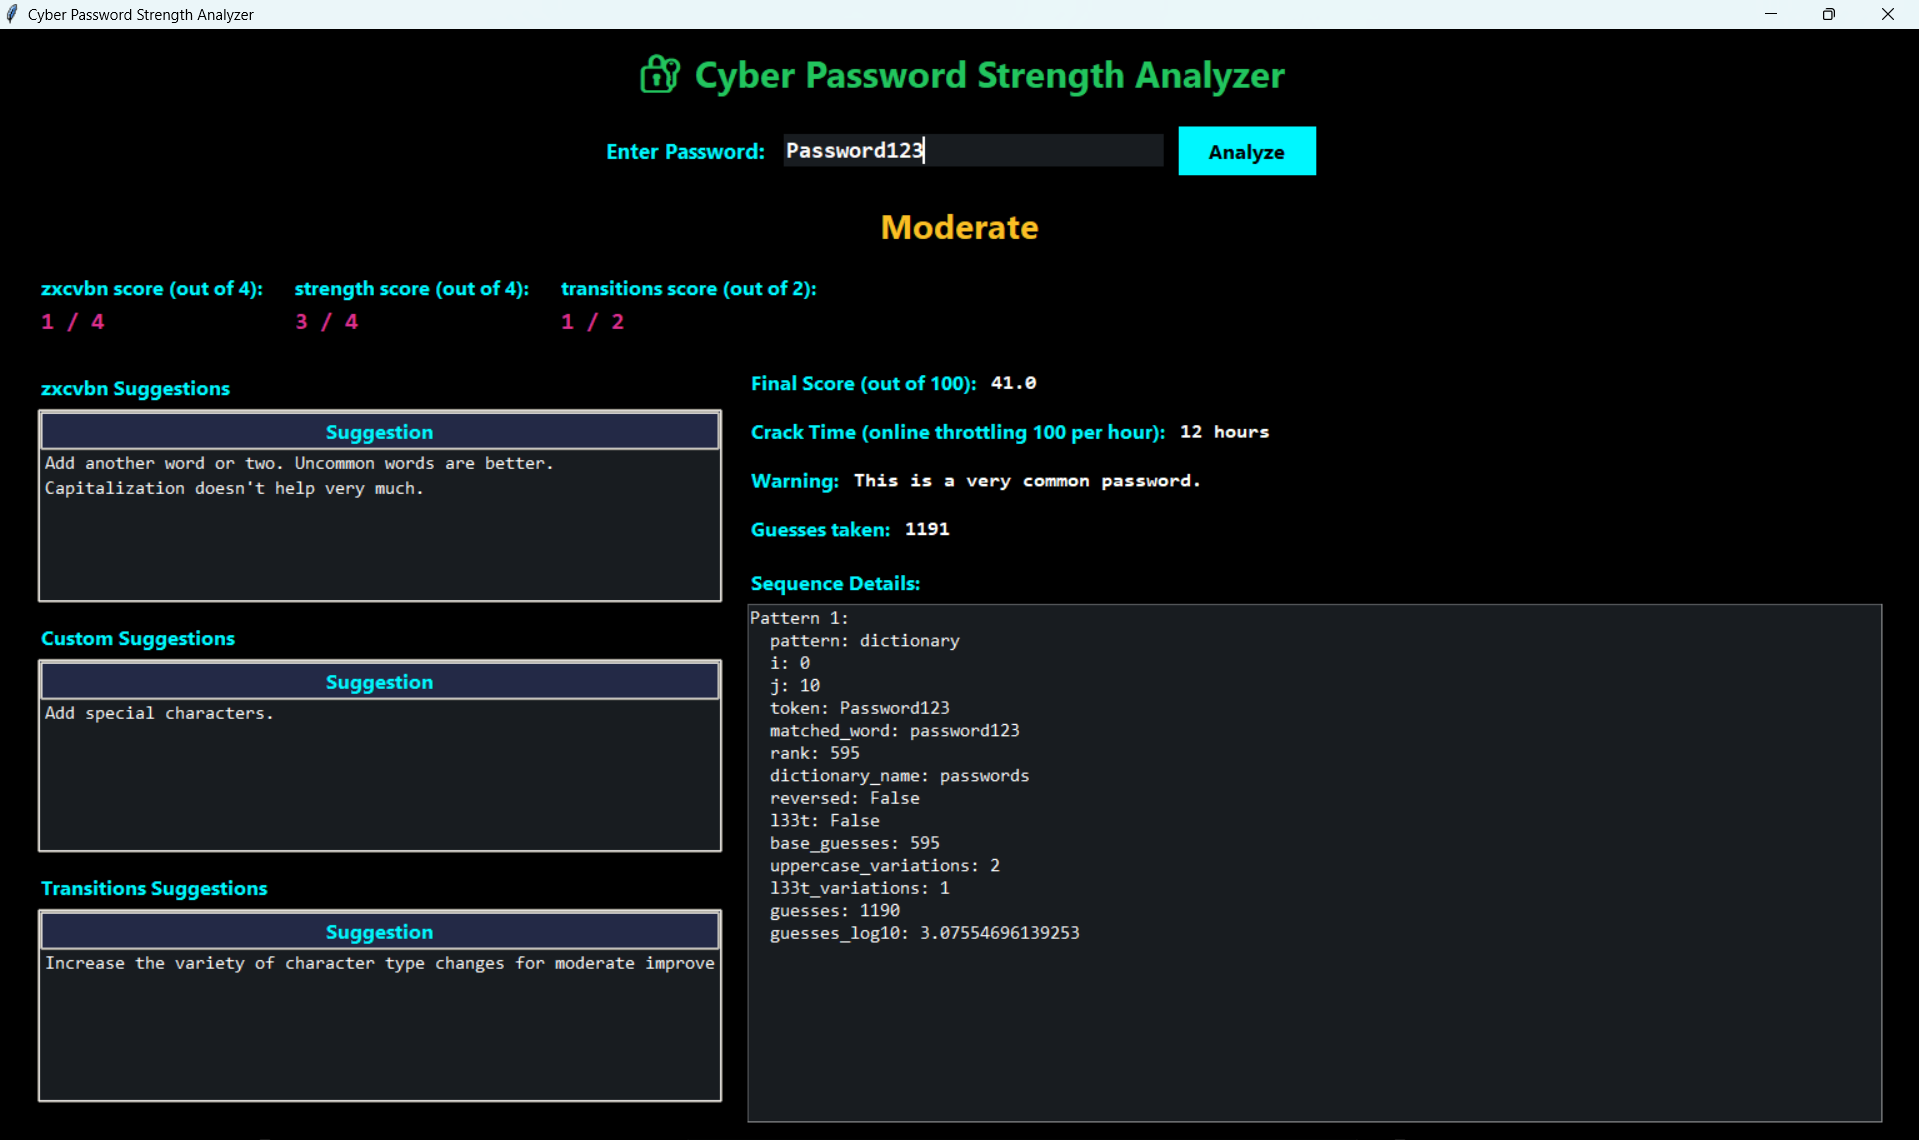 Cyber Password Strength Analyzer
Cyber Password Strength Analyzer
Enter Password: Password123 Analyze
Moderate
zxcvbn score (out of 4): strength score (out of 4): transitions score (out of 2):
1 / 4 3 / 4 1 / 2
zxcvbn Suggestions
Suggestion
Add another word or two. Uncommon words are better.
Capitalization doesn't help very much.
Custom Suggestions
Suggestion
Add special characters.
Transitions Suggestions
Suggestion
Increase the variety of character type changes for moderate improve
Final Score (out of 100): 41.0
Crack Time (online throttling 100 per hour): 12 hours
Warning: This is a very common password.
Guesses taken: 1191
Sequence Details:
Pattern 1:
pattern: dictionary
i: 0
j: 10
token: Password123
matched_word: password123
rank: 595
dictionary_name: passwords
reversed: False
l33t: False
base_guesses: 595
uppercase_variations: 2
l33t_variations: 1
guesses: 1190
guesses_log10: 3.07554696139253